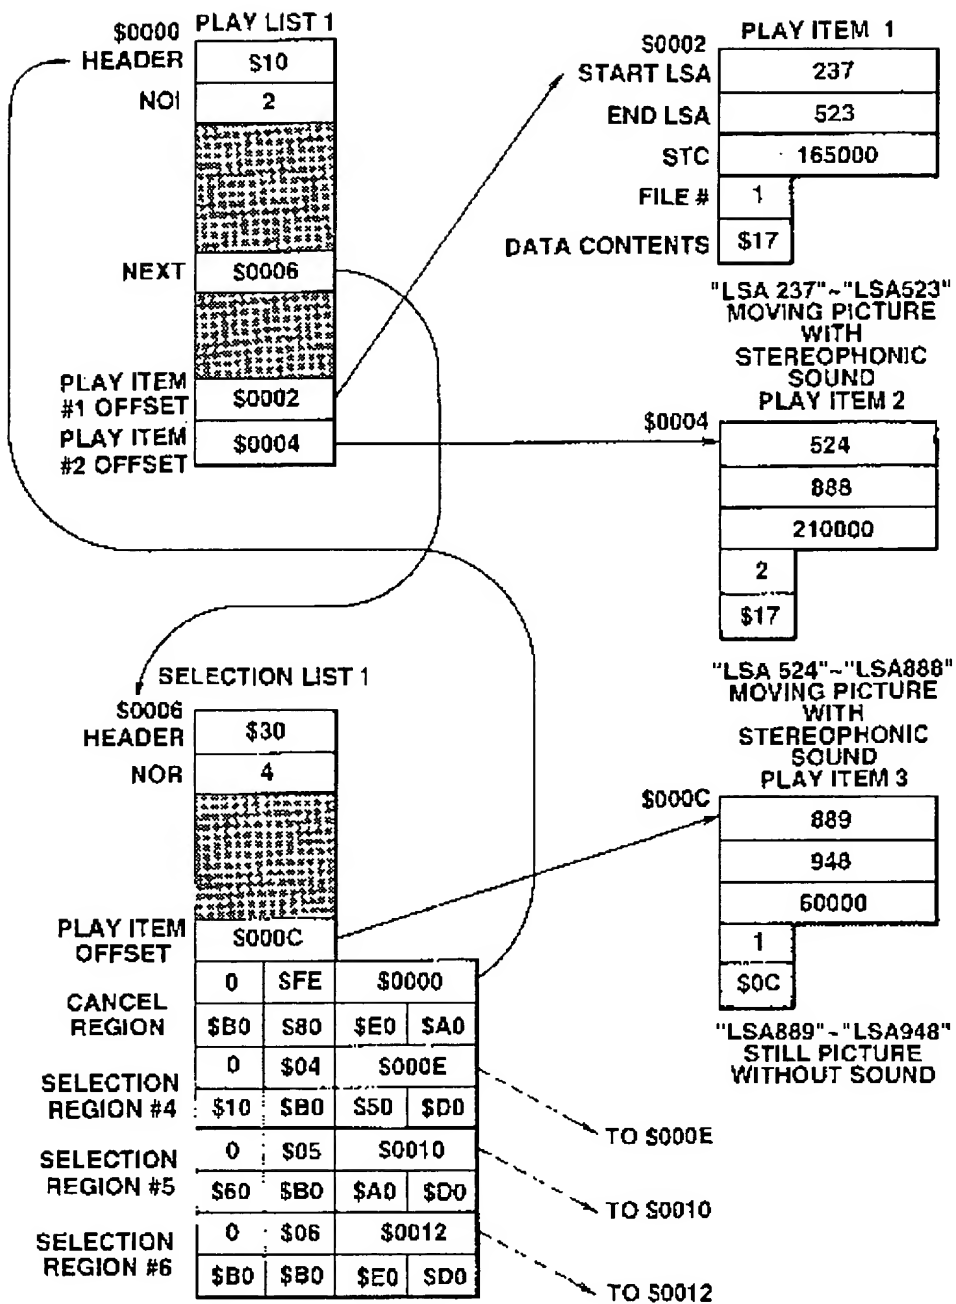 PLAY LIST 1
$0000
HEADER
$10
NOI
2
NEXT
$0006
PLAY ITEM
#1 OFFSET
$0002
PLAY ITEM
#2 OFFSET
$0004
PLAY ITEM 1
$0002
START LSA
237
END LSA
523
STC
165000
FILE #
1
DATA CONTENTS
$17
"LSA 237"~"LSA523"
MOVING PICTURE
WITH
STEREOPHONIC
SOUND
PLAY ITEM 2
$0004
524
888
210000
2
$17
"LSA 524"~"LSA888"
MOVING PICTURE
WITH
STEREOPHONIC
SOUND
PLAY ITEM 3
$000C
889
948
60000
1
$0C
"LSA889"~"LSA948"
STILL PICTURE
WITHOUT SOUND
SELECTION LIST 1
$0006
HEADER
$30
NOR
4
PLAY ITEM
OFFSET
$000C
CANCEL
REGION
0 $FE $0000
$B0 $80 $E0 $A0
SELECTION
REGION #4
0 $04 $000E
$10 $B0 $50 $D0
TO $000E
SELECTION
REGION #5
0 $05 $0010
$60 $B0 $A0 $D0
TO $0010
SELECTION
REGION #6
0 $06 $0012
$B0 $B0 $E0 $D0
TO $0012